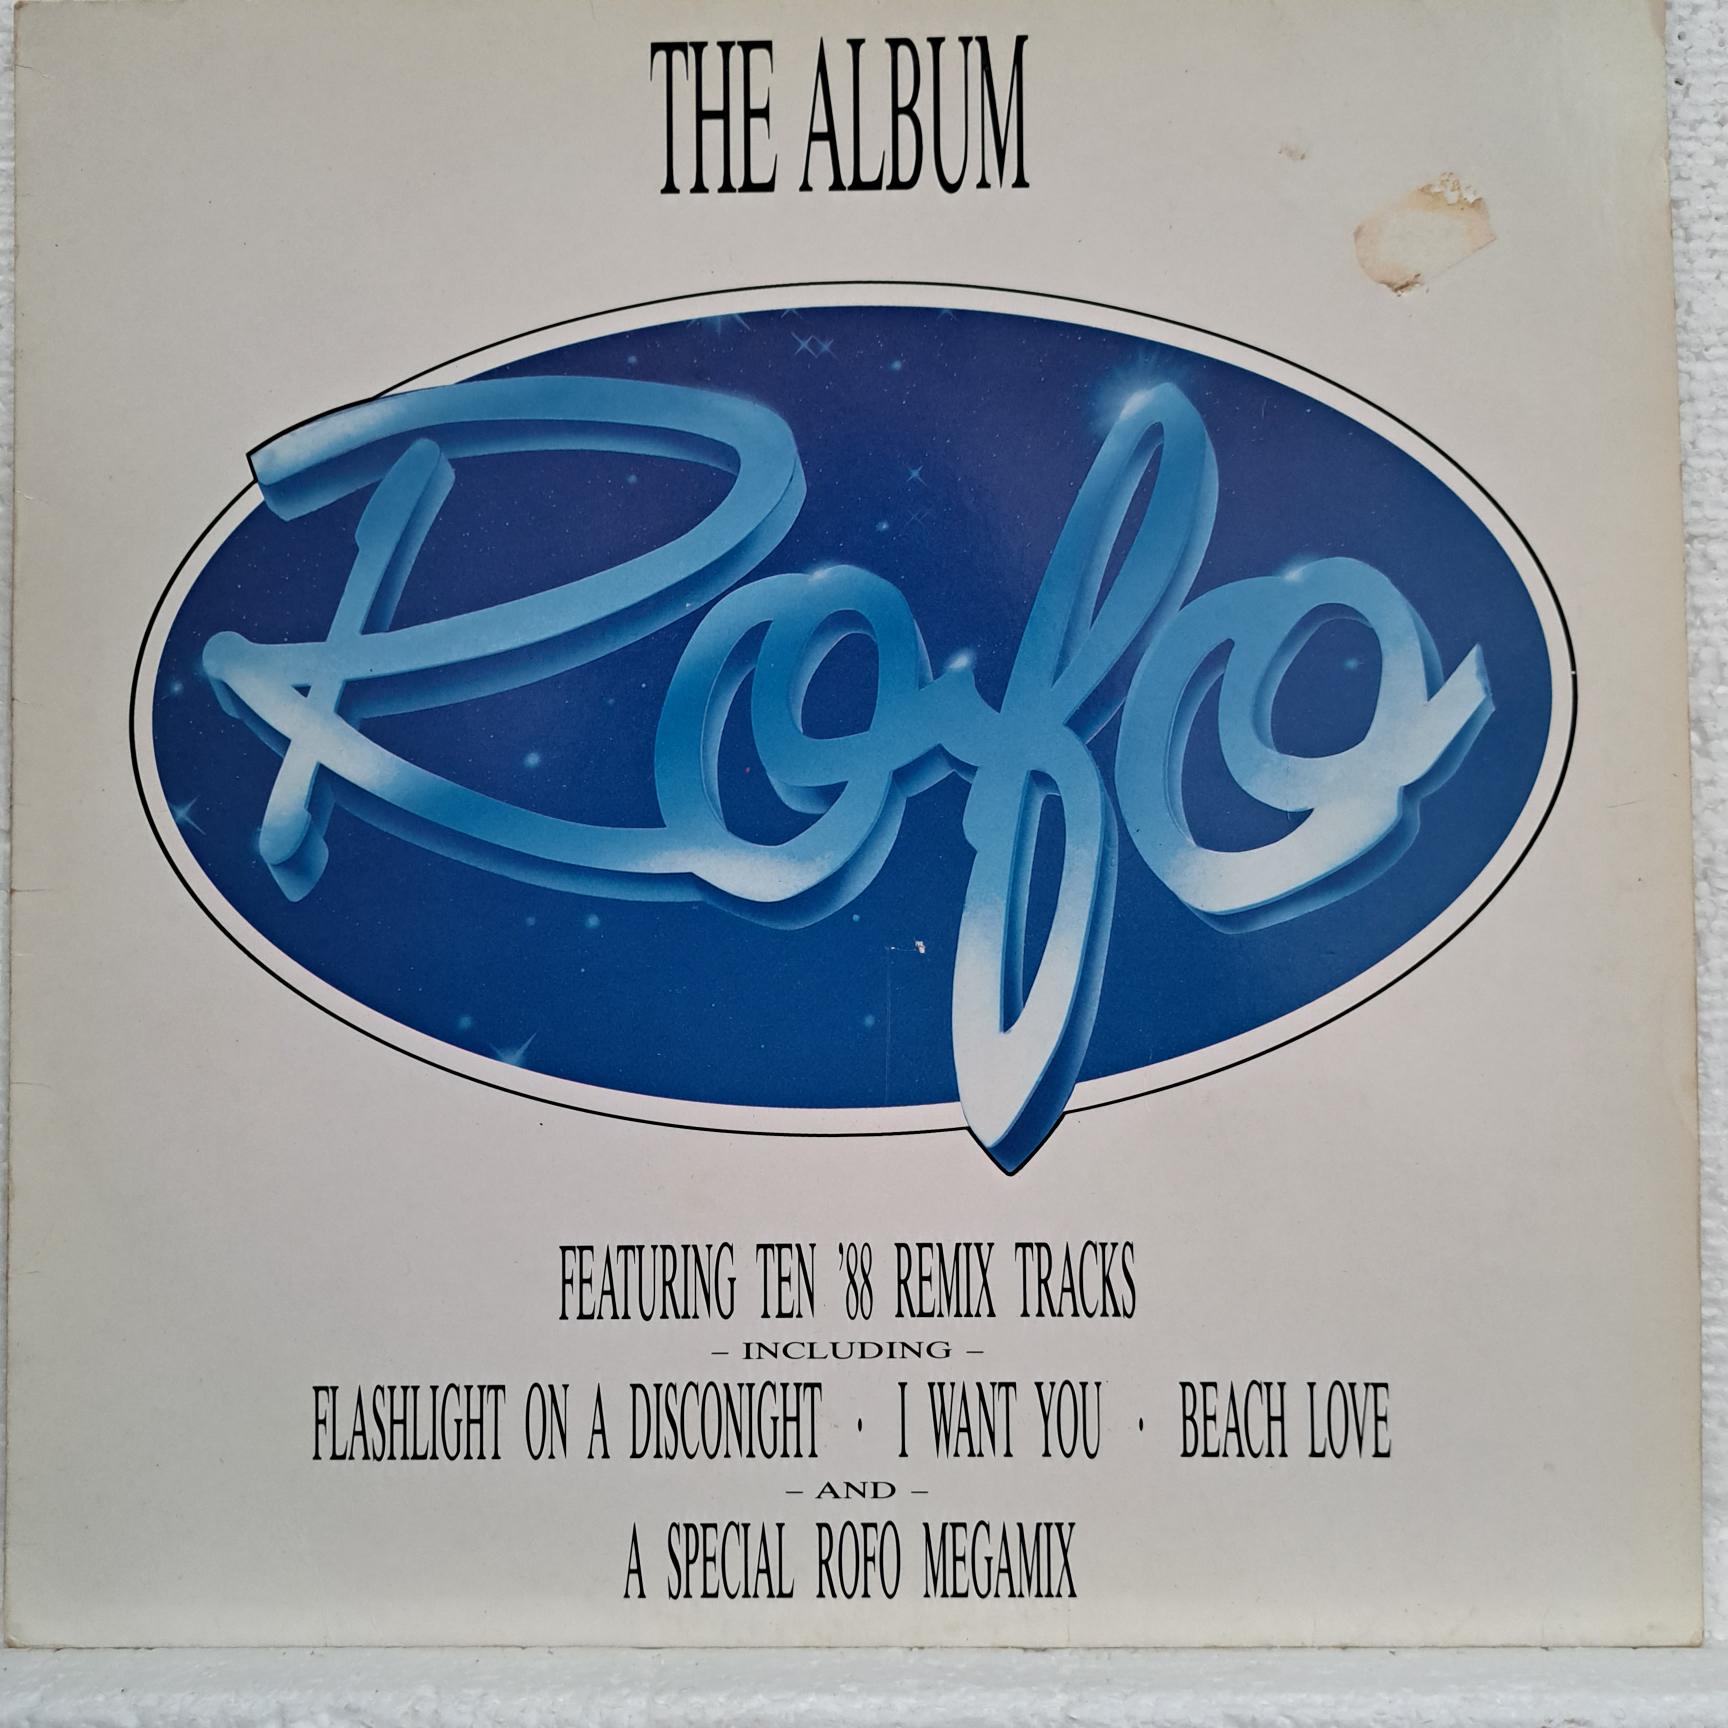 THE ALBUM
Rofo
FEATURING TEN '88 REMIX TRACKS
– INCLUDING –
FLASHLIGHT ON A DISCONIGHT · I WANT YOU · BEACH LOVE
– AND –
A SPECIAL ROFO MEGAMIX